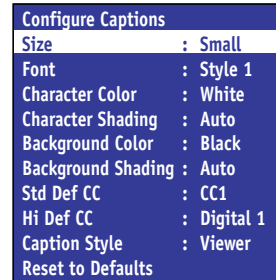 Configure Captions
Size : Small
Font : Style 1
Character Color : White
Character Shading : Auto
Background Color : Black
Background Shading : Auto
Std Def CC : CC1
Hi Def CC : Digital 1
Caption Style : Viewer
Reset to Defaults